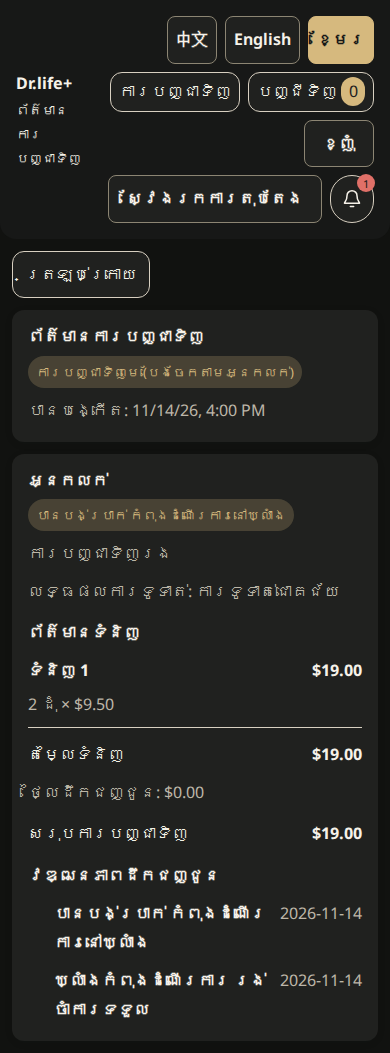 中文
English
ខ្មែរ
Dr.life+
ព័ត៌មាន
ការ
បញ្ជាទិញ
ការបញ្ជាទិញ
បញ្ជីទិញ 0
ខ្ញុំ
ស្វែងរកការតុបតែង
1
ត្រឡប់ក្រោយ
ព័ត៌មានការបញ្ជាទិញ
ការបញ្ជាទិញមេ (បែងចែកតាមអ្នកលក់)
បានបង្កើត: 11/14/26, 4:00 PM
អ្នកលក់
បានបង់ប្រាក់ កំពុងដំណើរការនៅឃ្លាំង
ការបញ្ជាទិញរង
លទ្ធផលការទូទាត់: ការទូទាត់ជោគជ័យ
ព័ត៌មានទំនិញ
ទំនិញ 1 $19.00
2 ដុំ × $9.50
តម្លៃទំនិញ $19.00
ថ្លៃដឹកជញ្ជូន: $0.00
សរុបការបញ្ជាទិញ $19.00
វឌ្ឍនភាពដឹកជញ្ជូន
បានបង់ប្រាក់ កំពុងដំណើរ 2026-11-14
ការនៅឃ្លាំង
ឃ្លាំងកំពុងដំណើរការ រង់ 2026-11-14
ចាំការទទួល